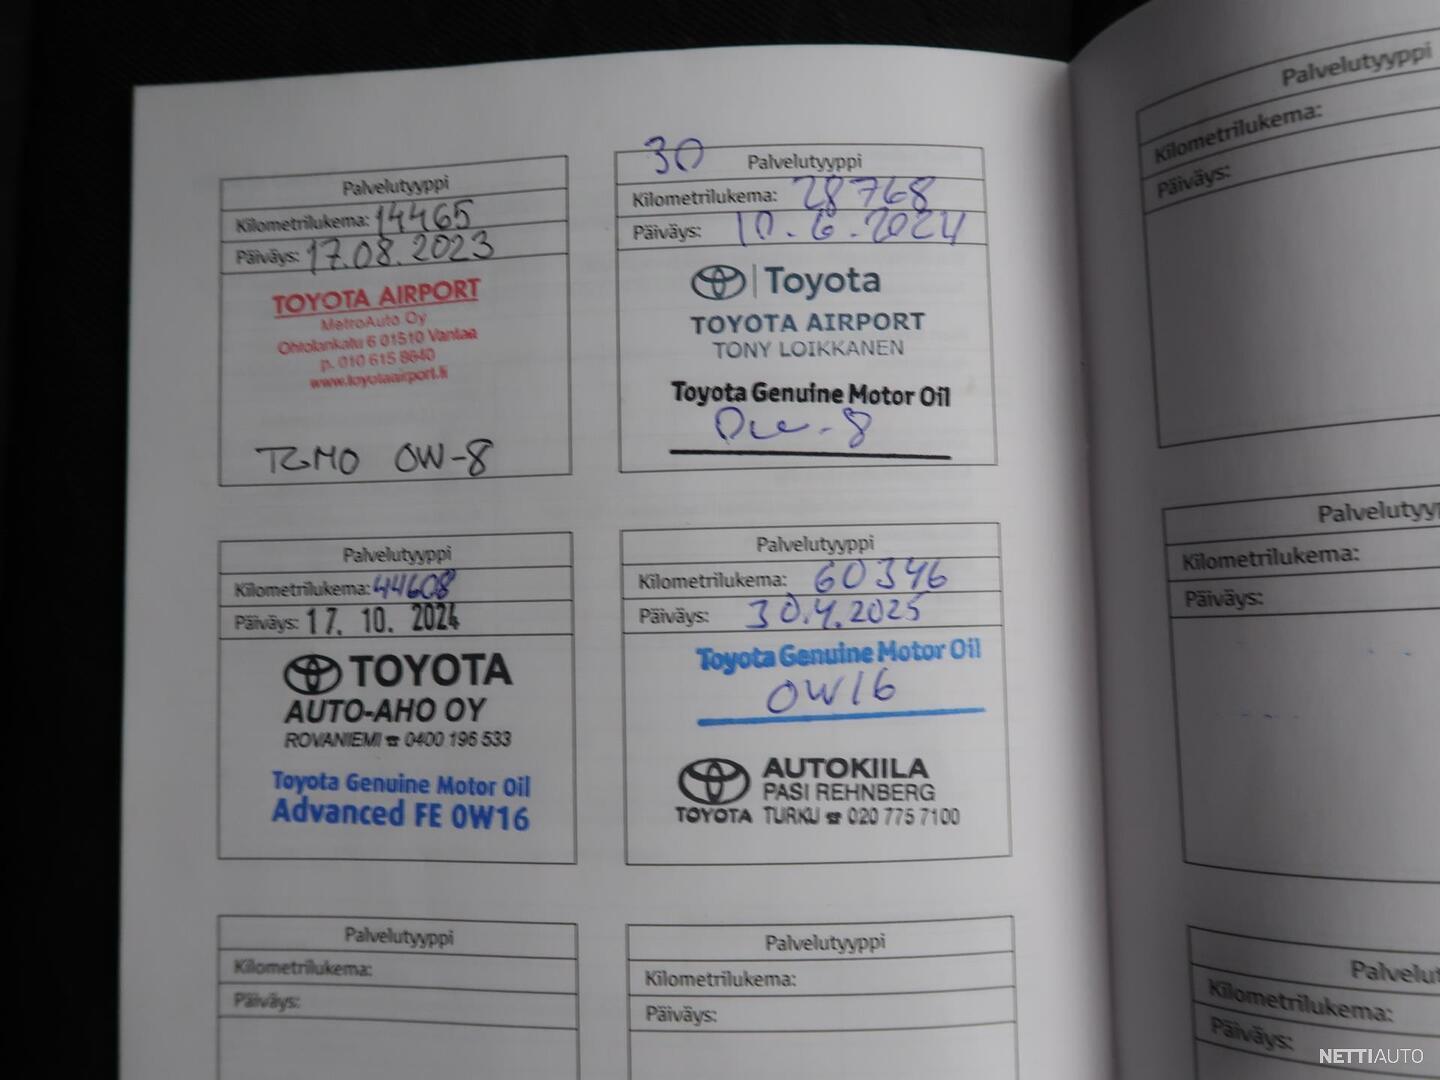 Palvelutyyppi
Kilometrilukema: 14465
Päiväys: 17.08.2023
TOYOTA AIRPORT
MetroAuto Oy
Ohtolankatu 6 01510 Vantaa
p. 010 615 8640
www.toyotaairport.fi
TGMO 0W-8
30 Palvelutyyppi
Kilometrilukema: 28768
Päiväys: 10.6.2024
Toyota
TOYOTA AIRPORT
TONY LOIKKANEN
Toyota Genuine Motor Oil
0w-8
Palvelutyyppi
Kilometrilukema: 44608
Päiväys: 17. 10. 2024
TOYOTA
AUTO-AHO OY
ROVANIEMI ☎ 0400 196 533
Toyota Genuine Motor Oil
Advanced FE 0W16
Palvelutyyppi
Kilometrilukema: 60346
Päiväys: 30.4.2025
Toyota Genuine Motor Oil
0W16
AUTOKIILA
PASI REHNBERG
TOYOTA TURKU ☎ 020 775 7100
Palvelutyyppi
Kilometrilukema:
Päiväys:
Palvelutyyppi
Kilometrilukema:
Päiväys:
Palvelutyyppi
Kilometrilukema:
Päiväys:
Palvelutyyp
Kilometrilukema:
Päiväys:
Palvelut
Kilometrilukema:
Päiväys:
NETTIAUTO